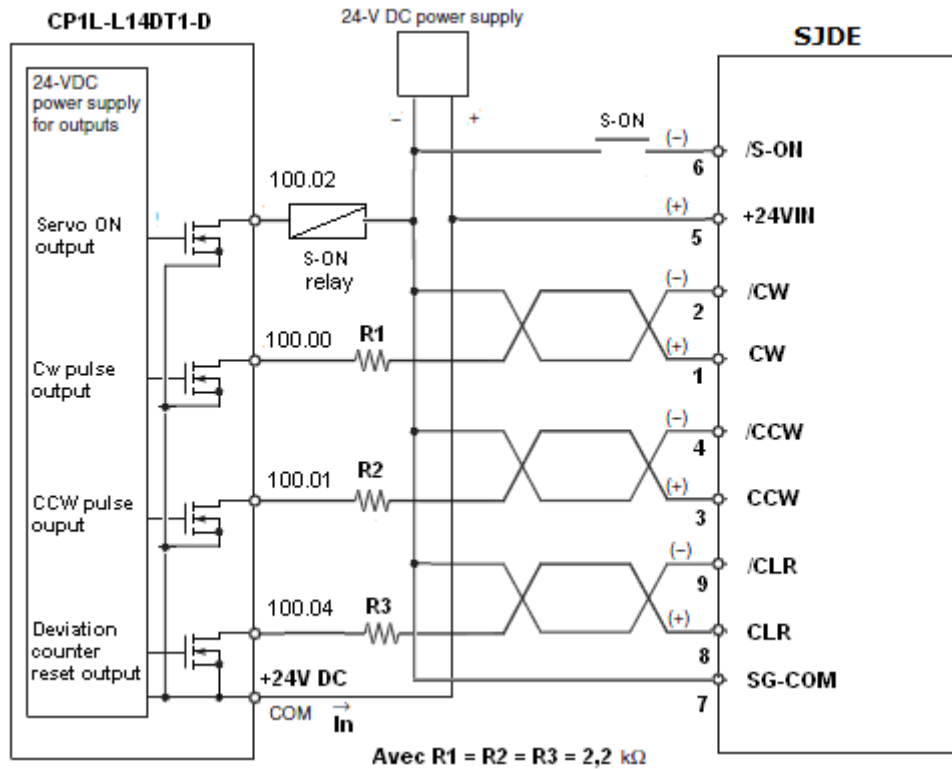 CP1L-L14DT1-D
24-V DC power supply
SJDE
24-VDC
power supply
for outputs
− +
S-ON
(−)
/S-ON
6
100.02
Servo ON
output
S-ON
relay
(+)
+24VIN
5
(−)
/CW
2
100.00
R1
Cw pulse
output
(+)
CW
1
(−)
/CCW
4
100.01
R2
CCW pulse
ouput
(+)
CCW
3
(−)
/CLR
9
100.04
R3
Deviation
counter
reset output
(+)
CLR
8
+24V DC
SG-COM
7
COM In
Avec R1 = R2 = R3 = 2,2 kΩ